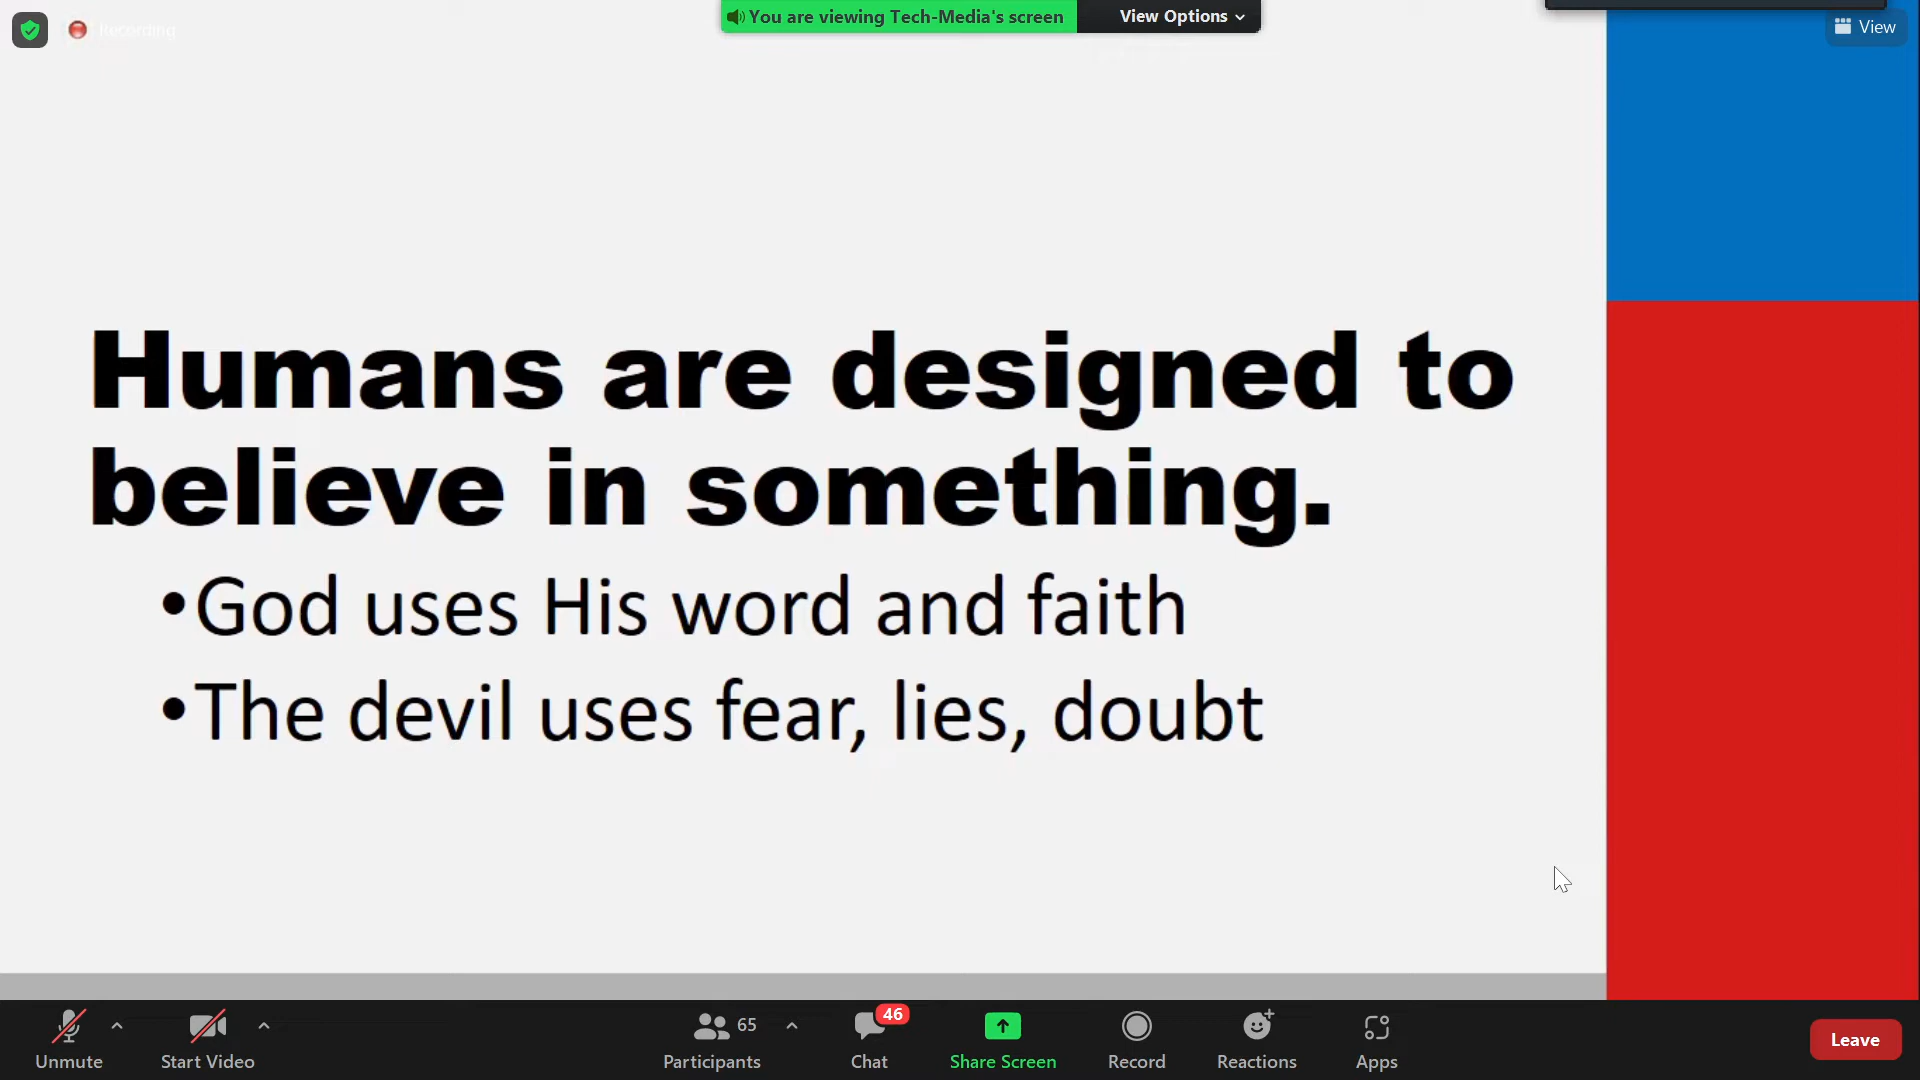 You are viewing Tech-Media's screen
View Options
Recording
View
Humans are designed to
believe in something.
•God uses His word and faith
•The devil uses fear, lies, doubt
65
46
Unmute
Start Video
Participants
Chat
Share Screen
Record
Reactions
Apps
Leave